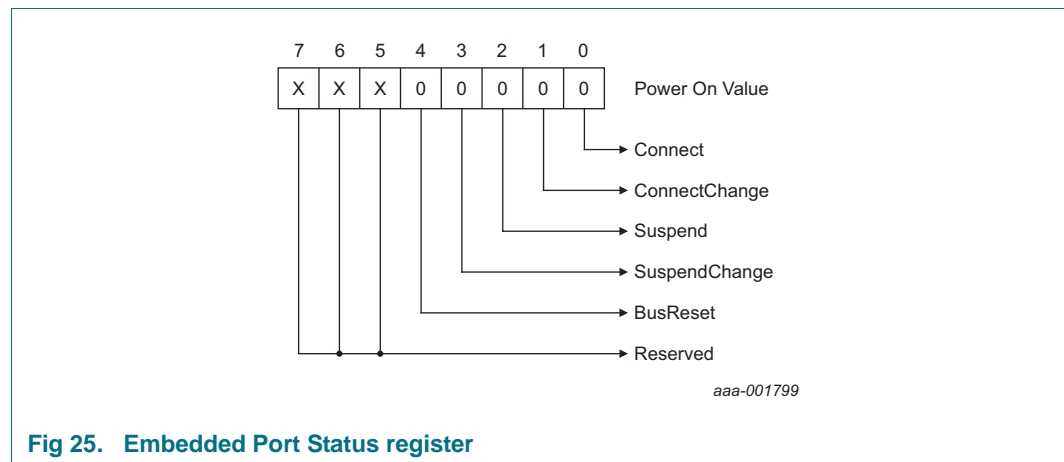 7 6 5 4 3 2 1 0
X X X 0 0 0 0 0 Power On Value
Connect
ConnectChange
Suspend
SuspendChange
BusReset
Reserved
aaa-001799
Fig 25. Embedded Port Status register